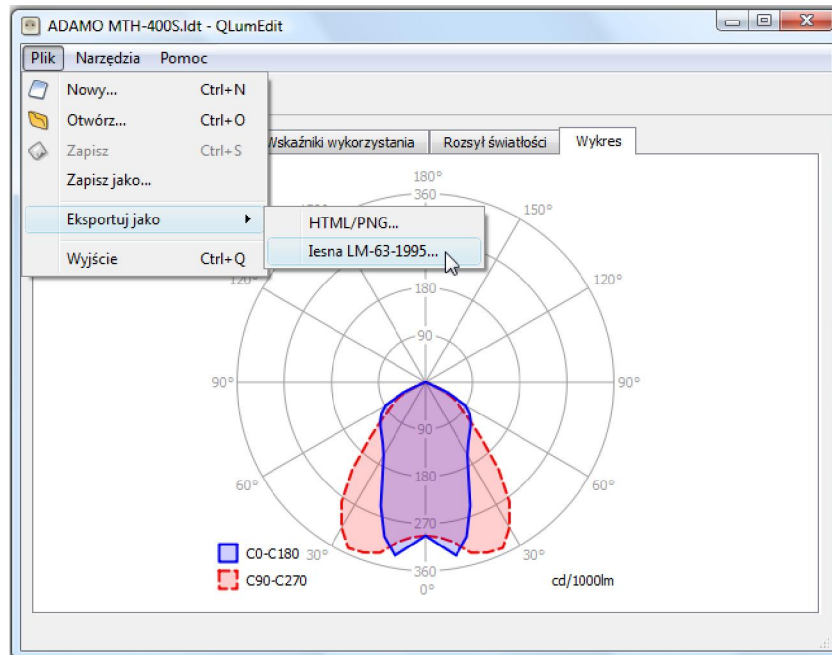 ADAMO MTH-400S.ldt - QLumEdit
Plik Narzędzia Pomoc
Nowy... Ctrl+N
Otwórz... Ctrl+O
Zapisz Ctrl+S
Zapisz jako...
Eksportuj jako
Wyjście Ctrl+Q
HTML/PNG...
Iesna LM-63-1995...
Wskaźniki wykorzystania Rozsył światłości Wykres
180°
360
150°
120° 180 120°
90
90° 90°
90
180
60° 60°
270
C0-C180 30° 30°
360
C90-C270 0° cd/1000lm